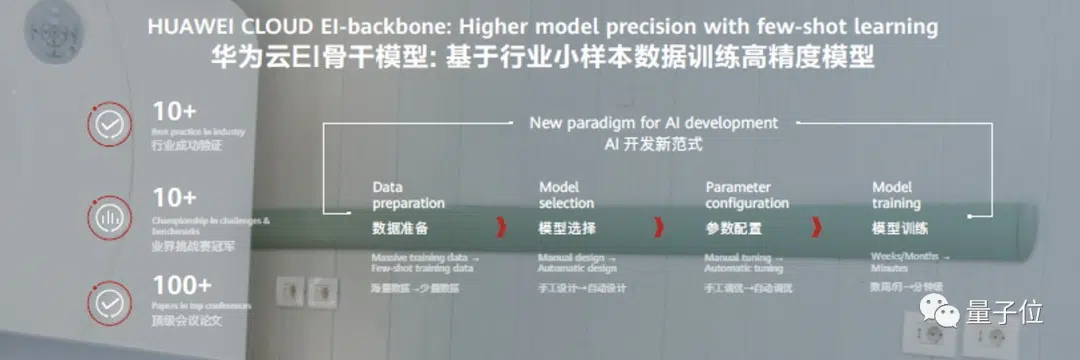 HUAWEI CLOUD EI-backbone: Higher model precision with few-shot learning
华为云EI骨干模型: 基于行业小样本数据训练高精度模型
10+
Best practice in industry
行业成功验证
10+
Championship in challenges &
benchmarks
业界挑战赛冠军
100+
Papers in top conferences
顶级会议论文
New paradigm for AI development
AI 开发新范式
Data
preparation
数据准备
Massive training data →
Few-shot training data
海量数据→少量数据
Model
selection
模型选择
Manual design →
Automatic design
手工设计→自动设计
Parameter
configuration
参数配置
Manual tuning →
Automatic tuning
手工调优→自动调优
Model
training
模型训练
Weeks/Months →
Minutes
数周/月→分钟级
量子位